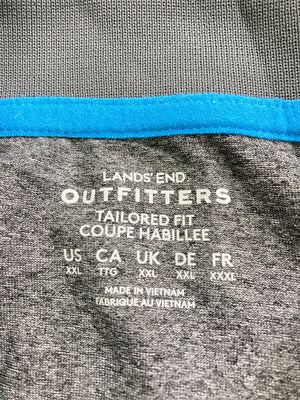 LANDS' END
OUTFITTERS
TAILORED FIT
COUPE HABILLEE
US CA UK DE FR
XXL TTG XXL XXL XXXL
MADE IN VIETNAM
FABRIQUE AU VIETNAM